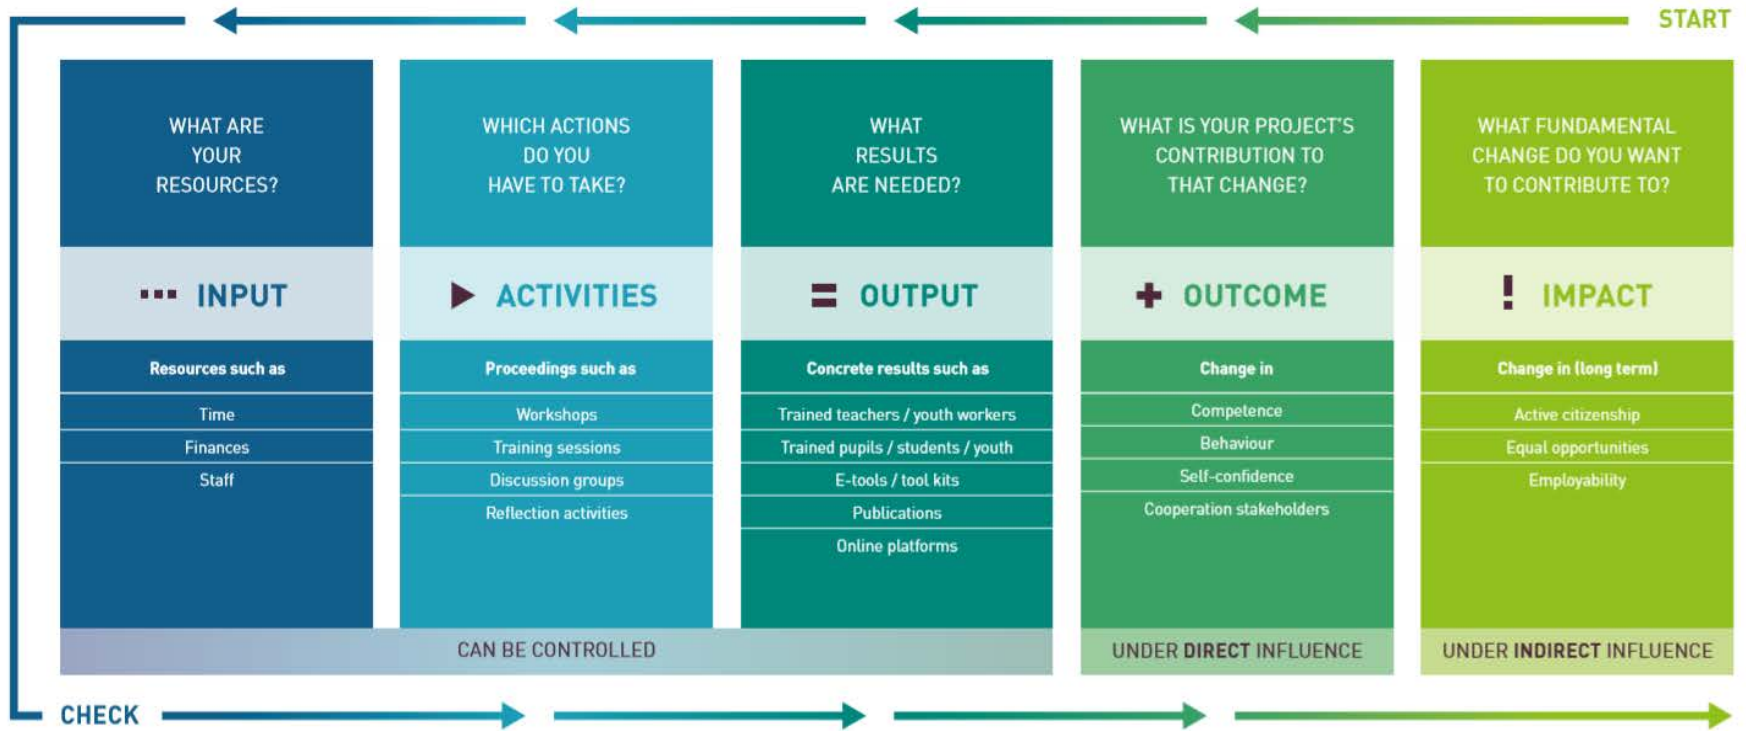 START
WHAT ARE
YOUR
RESOURCES?
INPUT
Resources such as
Time
Finances
Staff
WHICH ACTIONS
DO YOU
HAVE TO TAKE?
ACTIVITIES
Proceedings such as
Workshops
Training sessions
Discussion groups
Reflection activities
WHAT
RESULTS
ARE NEEDED?
= OUTPUT
Concrete results such as
Trained teachers / youth workers
Trained pupils / students / youth
E-tools / tool kits
Publications
Online platforms
CAN BE CONTROLLED
WHAT IS YOUR PROJECT'S
CONTRIBUTION TO
THAT CHANGE?
+ OUTCOME
Change in
Competence
Behaviour
Self-confidence
Cooperation stakeholders
UNDER DIRECT INFLUENCE
WHAT FUNDAMENTAL
CHANGE DO YOU WANT
TO CONTRIBUTE TO?
! IMPACT
Change in (long term)
Active citizenship
Equal opportunities
Employability
UNDER INDIRECT INFLUENCE
CHECK